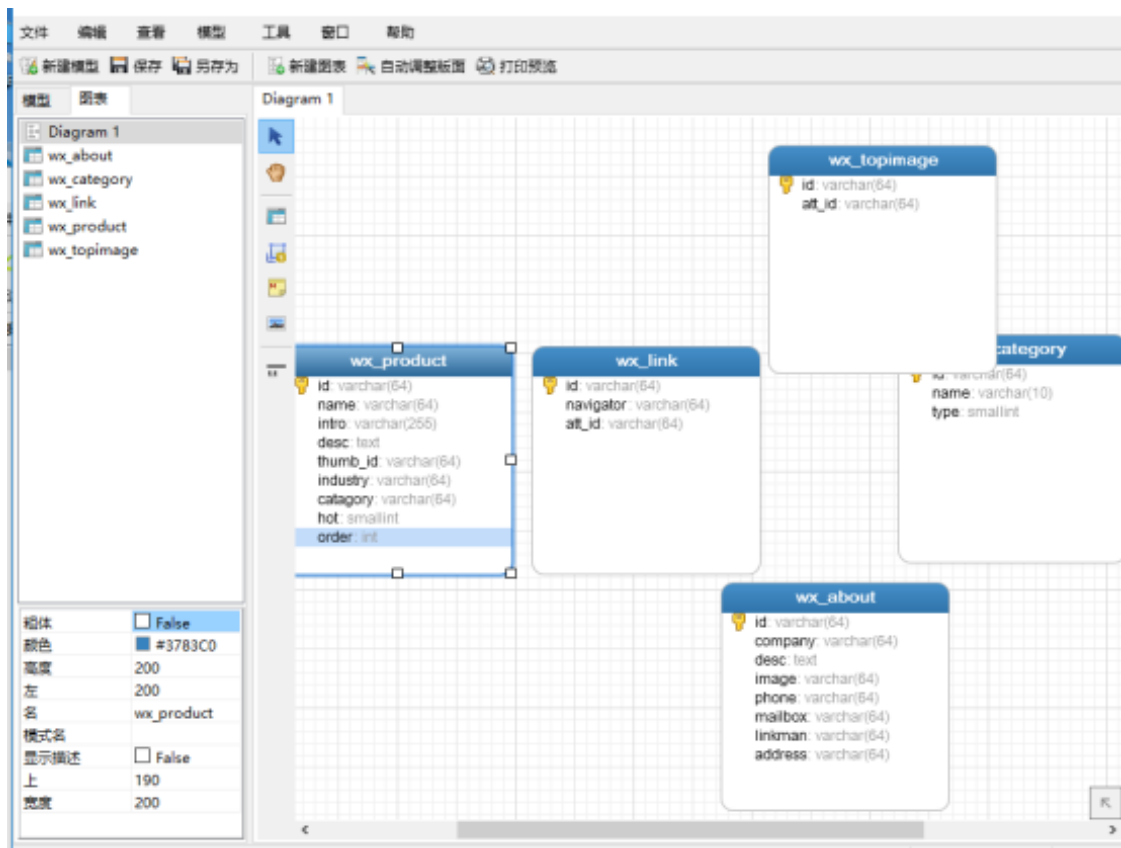 文件 编辑 查看 模型 工具 窗口 帮助
新建模型 保存 另存为 新建图表 自动调整版面 打印预览
模型 图表
Diagram 1
Diagram 1
wx_about
wx_category
wx_link
wx_product
wx_topimage
粗体 False
颜色 #3783C0
高度 200
左 200
名 wx_product
模式名
显示描述 False
上 190
宽度 200
wx_topimage
id: varchar(64)
att_id: varchar(64)
wx_product
id: varchar(64)
name: varchar(64)
intro: varchar(255)
desc: text
thumb_id: varchar(64)
industry: varchar(64)
catagory: varchar(64)
hot: smallint
order: int
wx_link
id: varchar(64)
navigator: varchar(64)
att_id: varchar(64)
category
id: varchar(64)
name: varchar(10)
type: smallint
wx_about
id: varchar(64)
company: varchar(64)
desc: text
image: varchar(64)
phone: varchar(64)
mailbox: varchar(64)
linkman: varchar(64)
address: varchar(64)